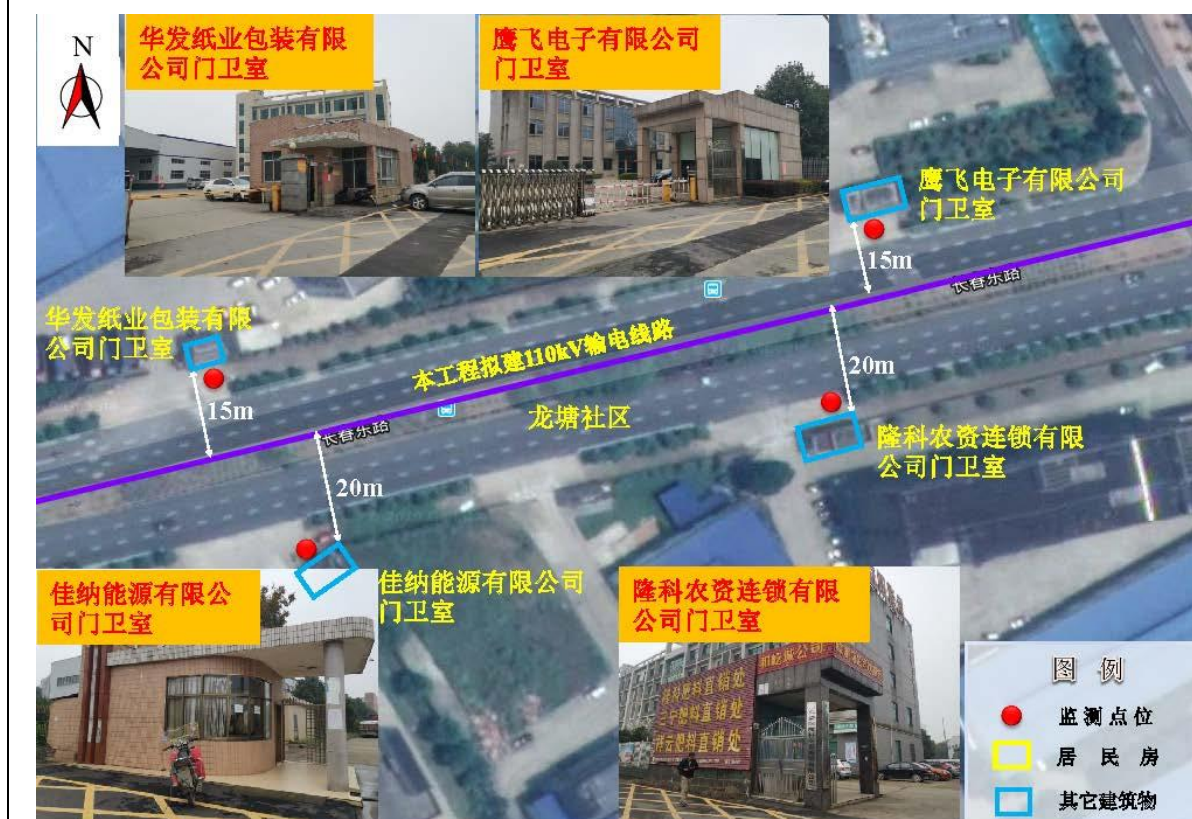 N
华发纸业包装有限
公司门卫室
鹰飞电子有限公司
门卫室
鹰飞电子有限公司
门卫室
15m
长春东路
华发纸业包装有限
公司门卫室
本工程拟建110kV输电线路
20m
15m
龙塘社区
长春东路
隆科农资连锁有限
公司门卫室
20m
佳纳能源有限公
司门卫室
佳纳能源有限公司
门卫室
隆科农资连锁有限
公司门卫室
祥云肥料直销处
图 例
监测点位
居民房
其它建筑物